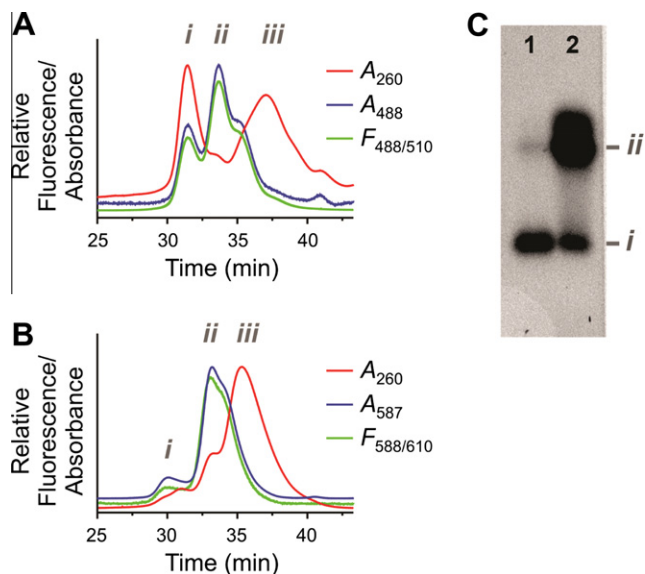 A
i ii iii
A260
A488
F488/510
Relative
Fluorescence/
Absorbance
25 30 35 40
Time (min)
B
i ii iii
A260
A587
F588/610
Relative
Fluorescence/
Absorbance
25 30 35 40
Time (min)
C
1 2
ii
i